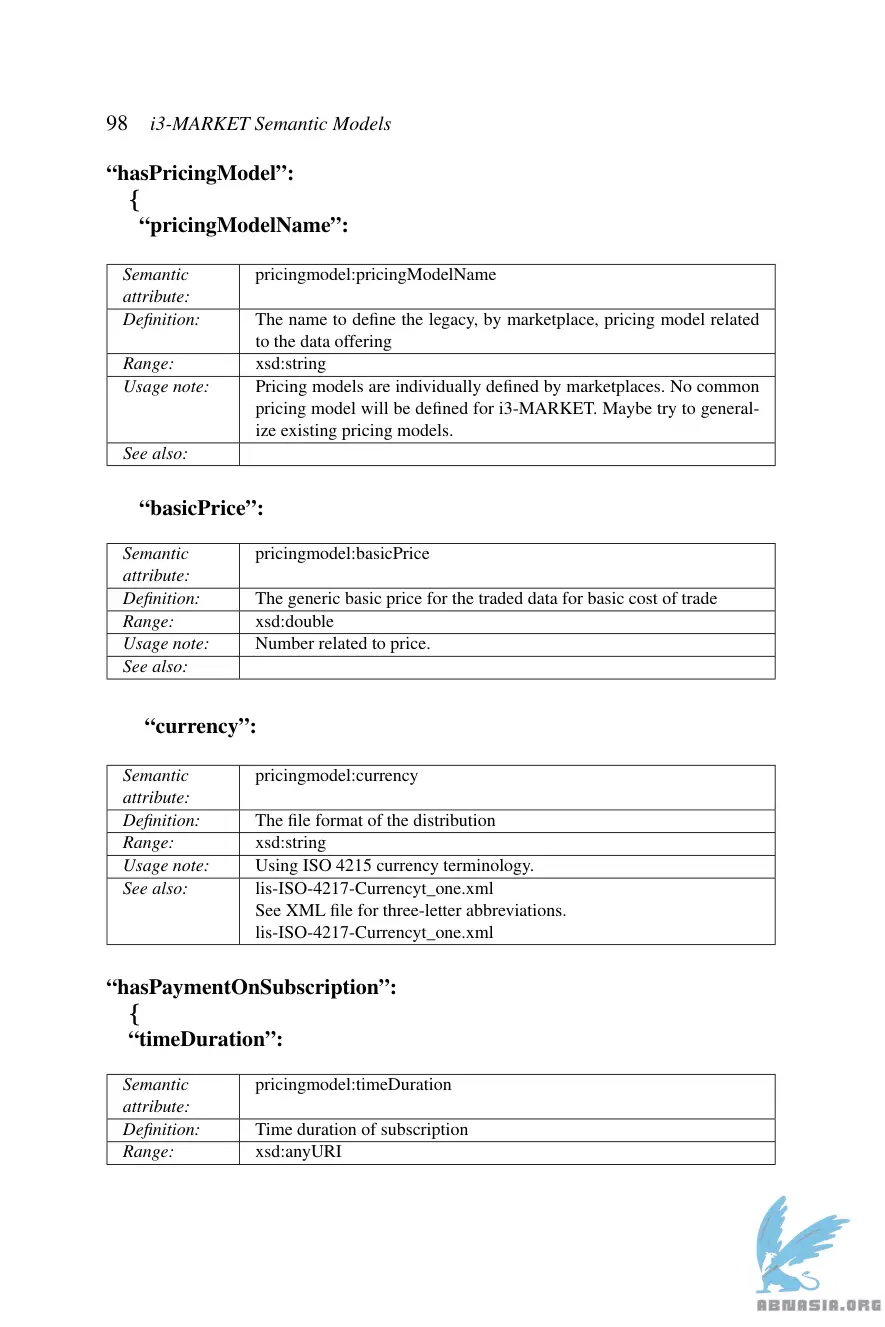 98 i3-MARKET Semantic Models
“hasPricingModel”:
{
“pricingModelName”:
Semantic attribute: pricingmodel:pricingModelName
Definition: The name to define the legacy, by marketplace, pricing model related
to the data offering
Range: xsd:string
Usage note: Pricing models are individually defined by marketplaces. No common
pricing model will be defined for i3-MARKET. Maybe try to general-
ize existing pricing models.
See also:
“basicPrice”:
Semantic attribute: pricingmodel:basicPrice
Definition: The generic basic price for the traded data for basic cost of trade
Range: xsd:double
Usage note: Number related to price.
See also:
“currency”:
Semantic attribute: pricingmodel:currency
Definition: The file format of the distribution
Range: xsd:string
Usage note: Using ISO 4215 currency terminology.
See also: lis-ISO-4217-Currencyt_one.xml
See XML file for three-letter abbreviations.
lis-ISO-4217-Currencyt_one.xml
“hasPaymentOnSubscription”:
{
“timeDuration”:
Semantic attribute: pricingmodel:timeDuration
Definition: Time duration of subscription
Range: xsd:anyURI
ABNASIA.ORG